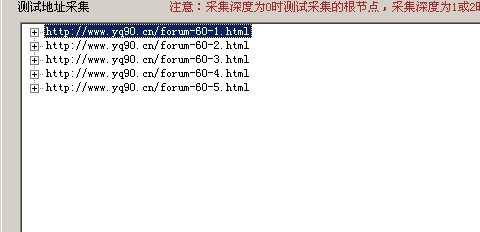 测试地址采集 注意：采集深度为0时测试采集的根节点，采集深度为1或2时
http://www.yq90.cn/forum-60-1.html
http://www.yq90.cn/forum-60-2.html
http://www.yq90.cn/forum-60-3.html
http://www.yq90.cn/forum-60-4.html
http://www.yq90.cn/forum-60-5.html